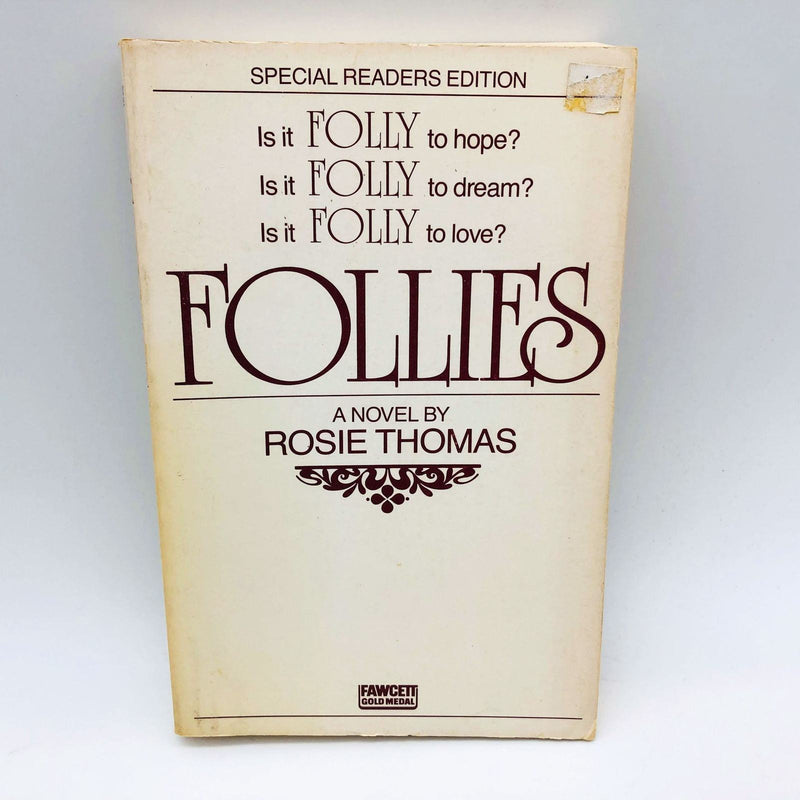 SPECIAL READERS EDITION
Is it FOLLY to hope?
Is it FOLLY to dream?
Is it FOLLY to love?
FOLLIES
A NOVEL BY
ROSIE THOMAS
FAWCETT
GOLD MEDAL